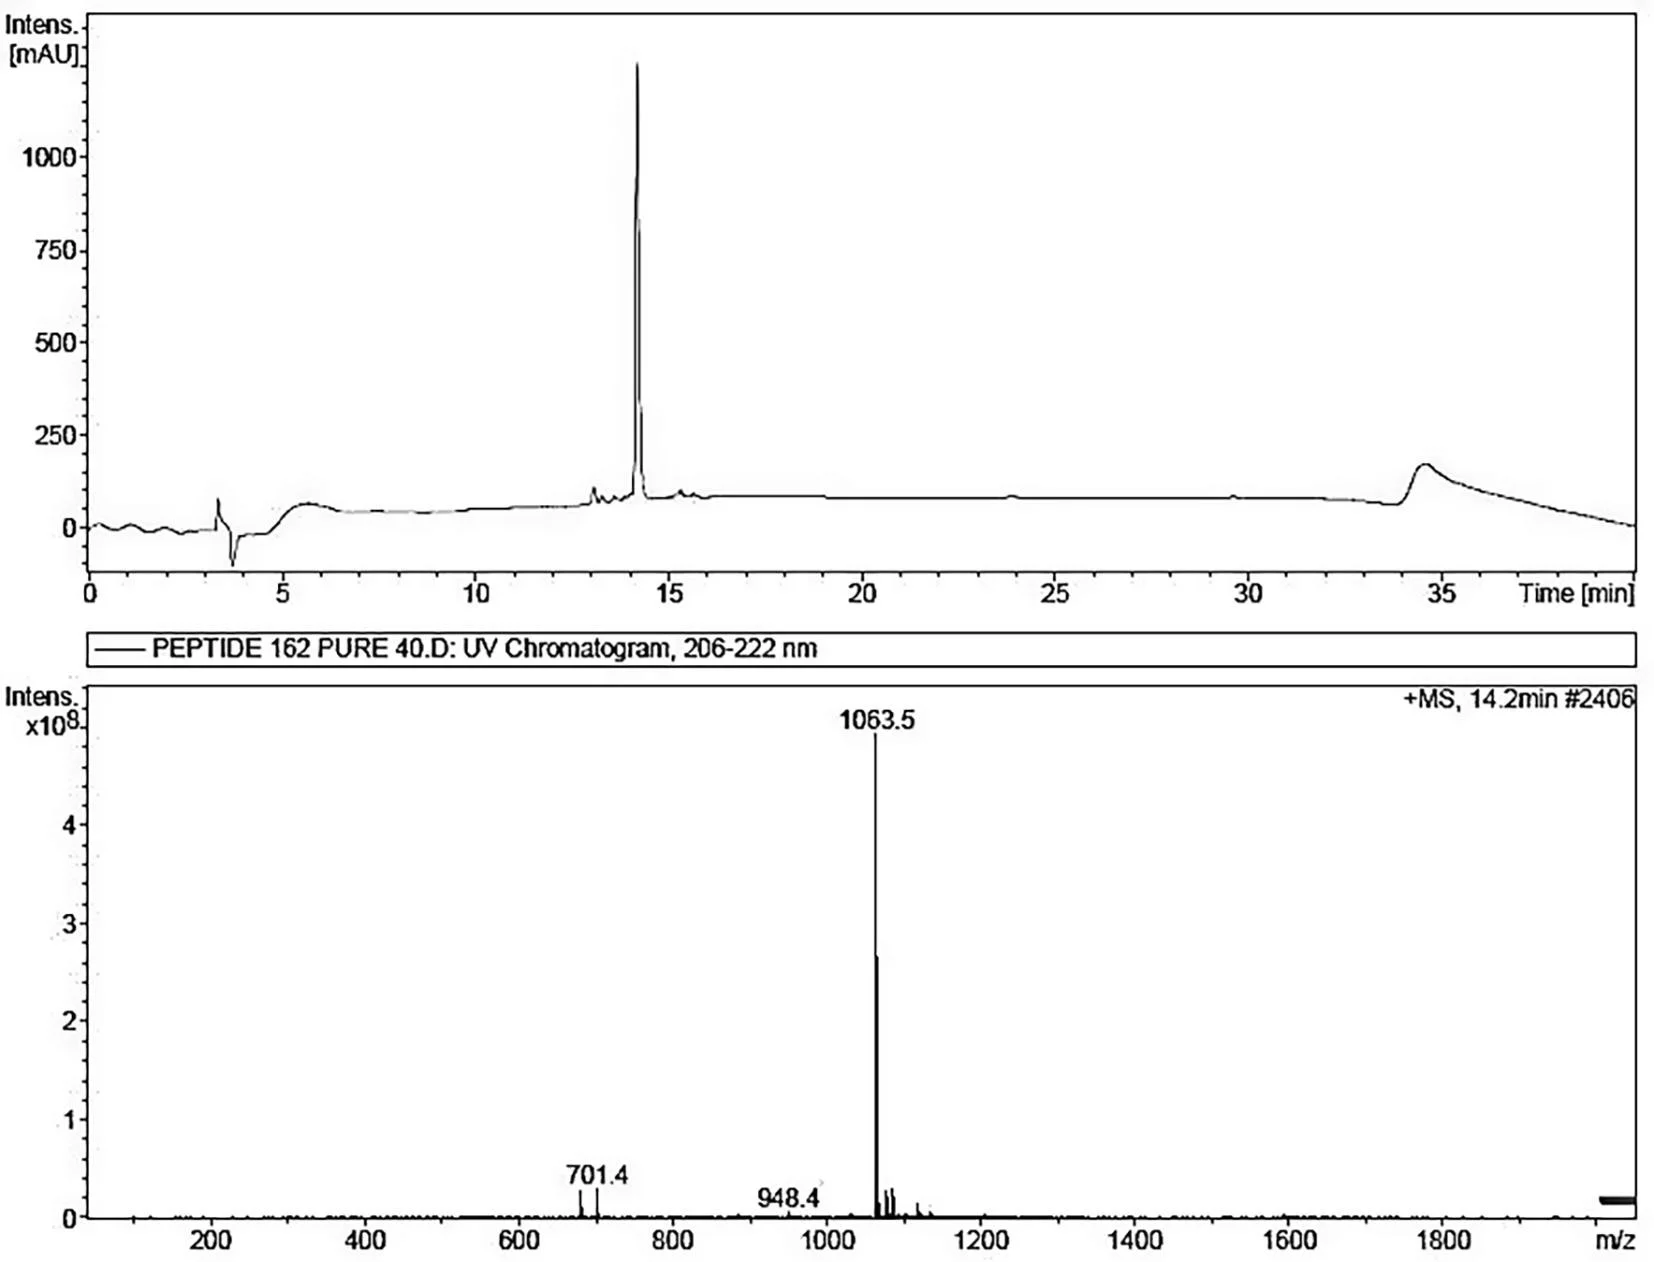 Intens.
[mAU]
1000
750
500
250
0
0 5 10 15 20 25 30 35 Time [min]
PEPTIDE 162 PURE 40.D: UV Chromatogram, 206-222 nm
Intens.
x10⁸
+MS, 14.2min #2406
1063.5
4
3
2
1
701.4
948.4
0
200 400 600 800 1000 1200 1400 1600 1800 m/z